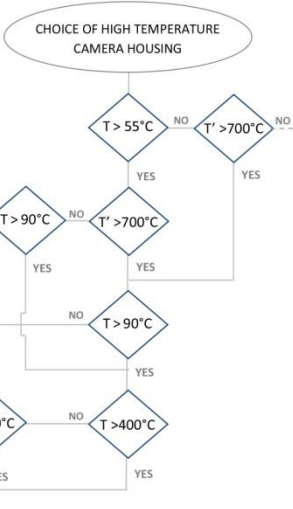 CHOICE OF HIGH TEMPERATURE
CAMERA HOUSING
T > 55°C
NO
T′ >700°C
NO
YES
YES
T > 90°C
NO
T′ >700°C
YES
YES
NO
T > 90°C
YES
NO
T >400°C
YES